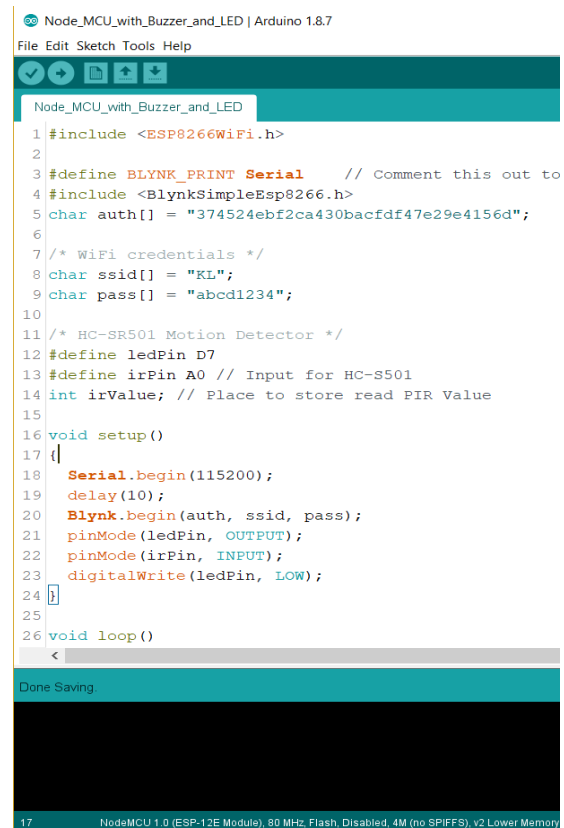 Node_MCU_with_Buzzer_and_LED | Arduino 1.8.7
File Edit Sketch Tools Help
Node_MCU_with_Buzzer_and_LED
1 #include <ESP8266WiFi.h>
2
3 #define BLYNK_PRINT Serial    // Comment this out to
4 #include <BlynkSimpleEsp8266.h>
5 char auth[] = "374524ebf2ca430bacfdf47e29e4156d";
6
7 /* WiFi credentials */
8 char ssid[] = "KL";
9 char pass[] = "abcd1234";
10
11 /* HC-SR501 Motion Detector */
12 #define ledPin D7
13 #define irPin A0 // Input for HC-S501
14 int irValue; // Place to store read PIR Value
15
16 void setup()
17 {
18   Serial.begin(115200);
19   delay(10);
20   Blynk.begin(auth, ssid, pass);
21   pinMode(ledPin, OUTPUT);
22   pinMode(irPin, INPUT);
23   digitalWrite(ledPin, LOW);
24 }
25
26 void loop()
Done Saving.
17 NodeMCU 1.0 (ESP-12E Module), 80 MHz, Flash, Disabled, 4M (no SPIFFS), v2 Lower Memory